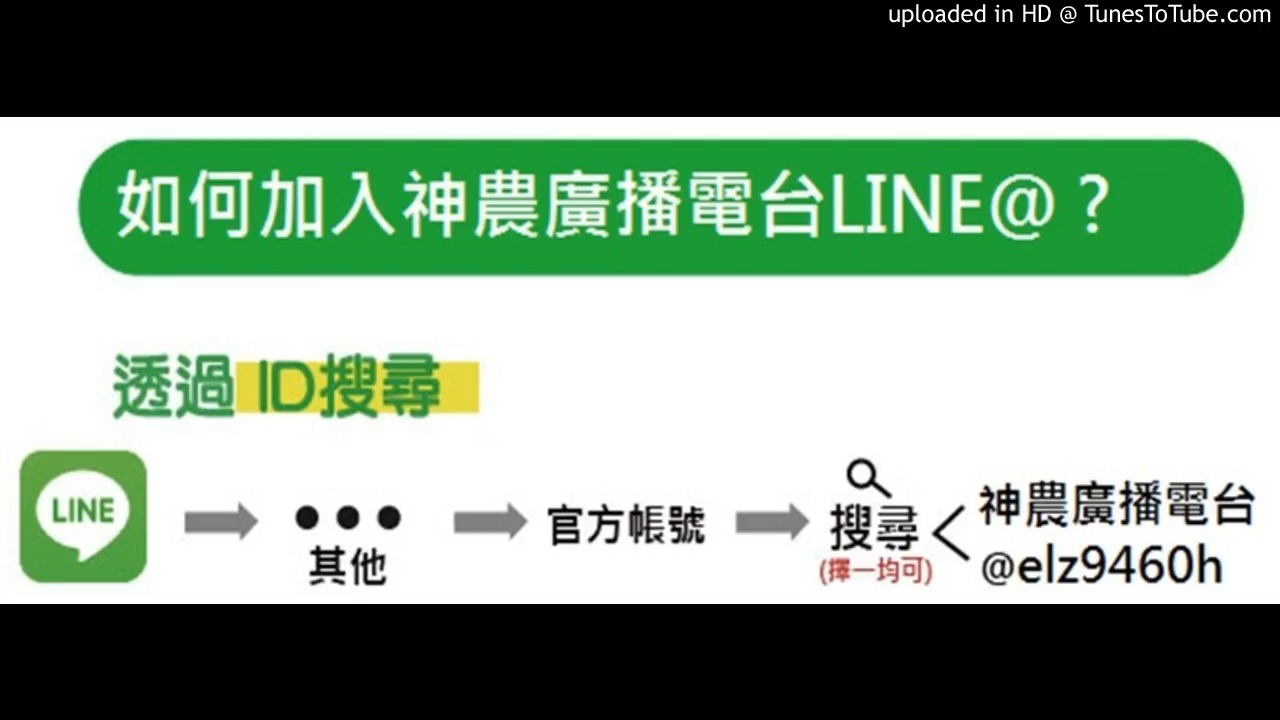 uploaded in HD @ TunesToTube.com
如何加入神農廣播電台LINE@？
透過 ID搜尋
LINE
其他
官方帳號
搜尋
(擇一均可)
神農廣播電台
@elz9460h